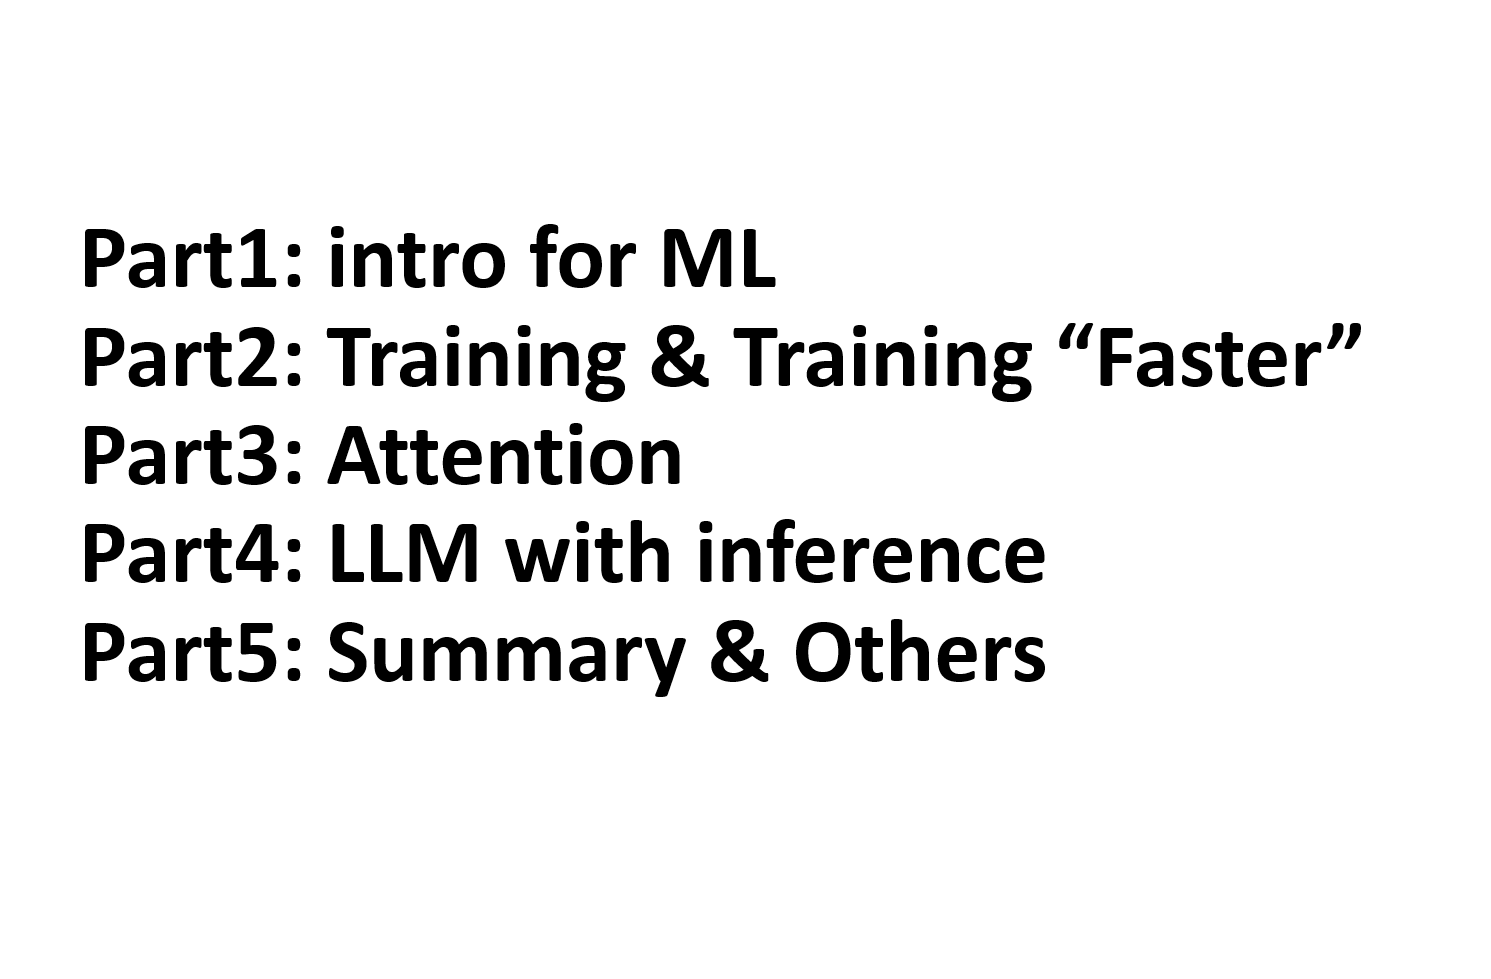 Part1: intro for ML
Part2: Training & Training “Faster”
Part3: Attention
Part4: LLM with inference
Part5: Summary & Others